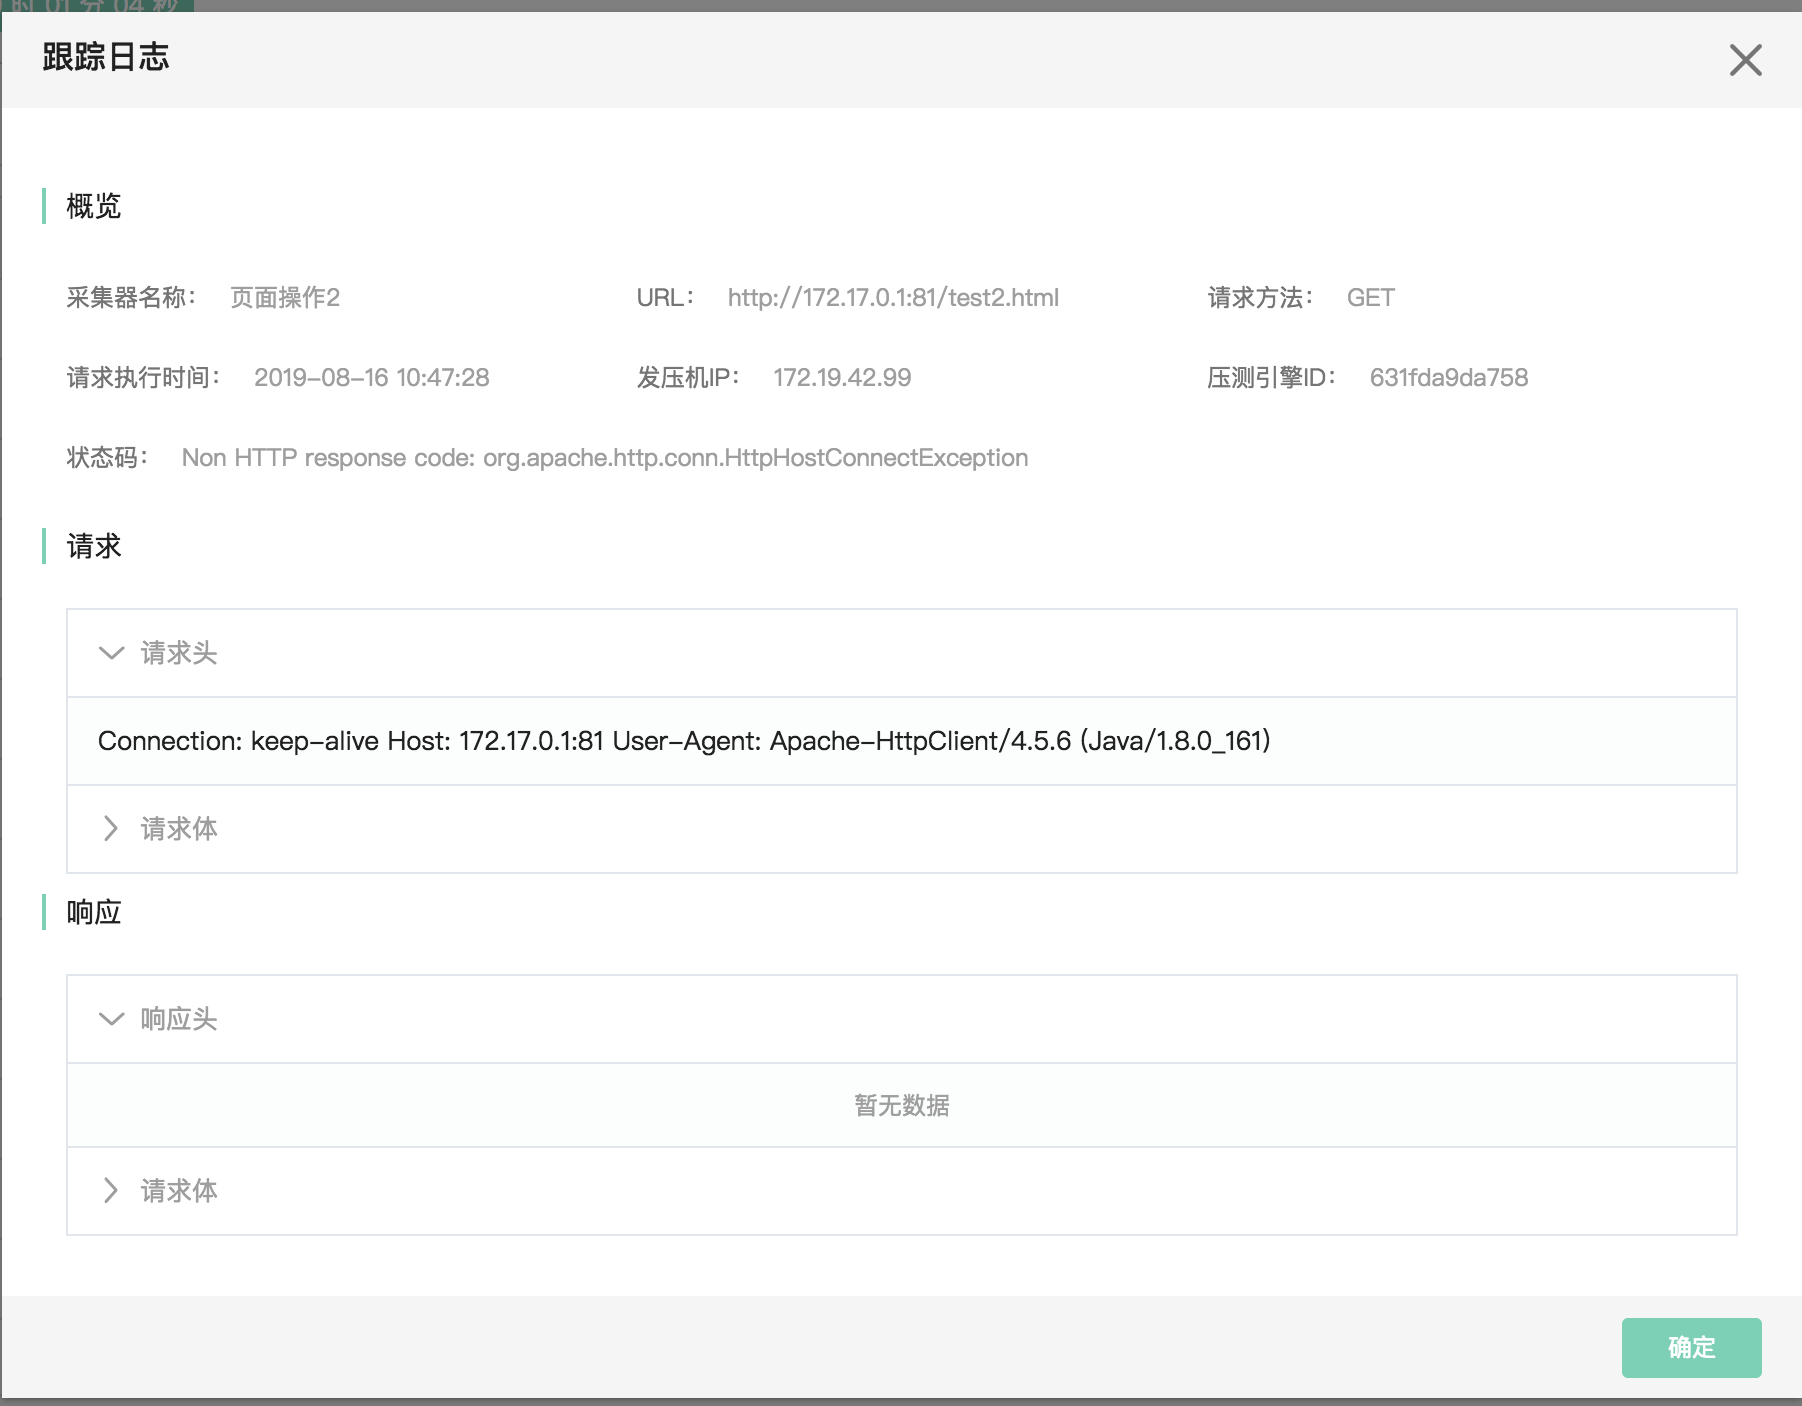 时 01 分 04 秒
跟踪日志
概览
采集器名称： 页面操作2 URL： http://172.17.0.1:81/test2.html 请求方法： GET
请求执行时间： 2019-08-16 10:47:28 发压机IP： 172.19.42.99 压测引擎ID： 631fda9da758
状态码： Non HTTP response code: org.apache.http.conn.HttpHostConnectException
请求
请求头
Connection: keep-alive Host: 172.17.0.1:81 User-Agent: Apache-HttpClient/4.5.6 (Java/1.8.0_161)
请求体
响应
响应头
暂无数据
请求体
确定